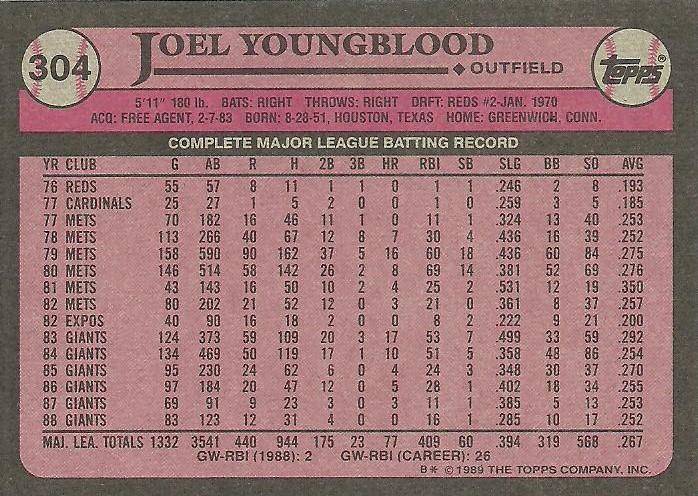 304
JOEL YOUNGBLOOD
◆ OUTFIELD
TOPPS®
5'11" 180 lb. BATS: RIGHT THROWS: RIGHT DRFT: REDS #2-JAN. 1970
ACQ: FREE AGENT, 2-7-83 BORN: 8-28-51, HOUSTON, TEXAS HOME: GREENWICH, CONN.
COMPLETE MAJOR LEAGUE BATTING RECORD
YR CLUB G AB R H 2B 3B HR RBI SB SLG BB SO AVG
76 REDS 55 57 8 11 1 1 0 1 1 .246 2 8 .193
77 CARDINALS 25 27 1 5 2 0 0 1 0 .259 3 5 .185
77 METS 70 182 16 46 11 1 0 11 1 .324 13 40 .253
78 METS 113 266 40 67 12 8 7 30 4 .436 16 39 .252
79 METS 158 590 90 162 37 5 16 60 18 .436 60 84 .275
80 METS 146 514 58 142 26 2 8 69 14 .381 52 69 .276
81 METS 43 143 16 50 10 2 4 25 2 .531 12 19 .350
82 METS 80 202 21 52 12 0 3 21 0 .361 8 37 .257
82 EXPOS 40 90 16 18 2 0 0 8 2 .222 9 21 .200
83 GIANTS 124 373 59 109 20 3 17 53 7 .499 33 59 .292
84 GIANTS 134 469 50 119 17 1 10 51 5 .358 48 86 .254
85 GIANTS 95 230 24 62 6 0 4 24 3 .348 30 37 .270
86 GIANTS 97 184 20 47 12 0 5 28 1 .402 18 34 .255
87 GIANTS 69 91 9 23 3 0 3 11 1 .385 5 13 .253
88 GIANTS 83 123 12 31 4 0 0 16 1 .285 10 17 .252
MAJ. LEA. TOTALS 1332 3541 440 944 175 23 77 409 60 .394 319 568 .267
GW-RBI (1988): 2 GW-RBI (CAREER): 26
B* © 1989 THE TOPPS COMPANY, INC.